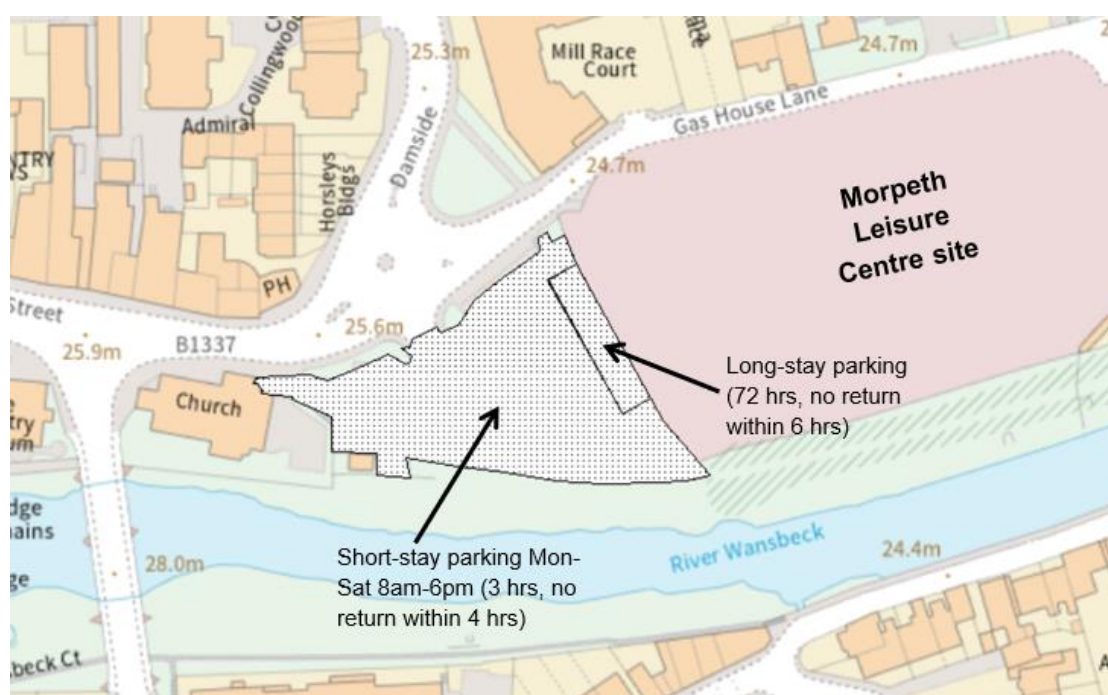 25.3m
Mill Race
Court
24.7m
Collingwood
Admiral
Gas House Lane
Damside
24.7m
Horsleys
Bldgs
Morpeth
Leisure
Centre site
PH
Street
25.6m
25.9m
B1337
Church
Long-stay parking
(72 hrs, no return
within 6 hrs)
Short-stay parking Mon-
Sat 8am-6pm (3 hrs, no
return within 4 hrs)
River Wansbeck
24.4m
28.0m